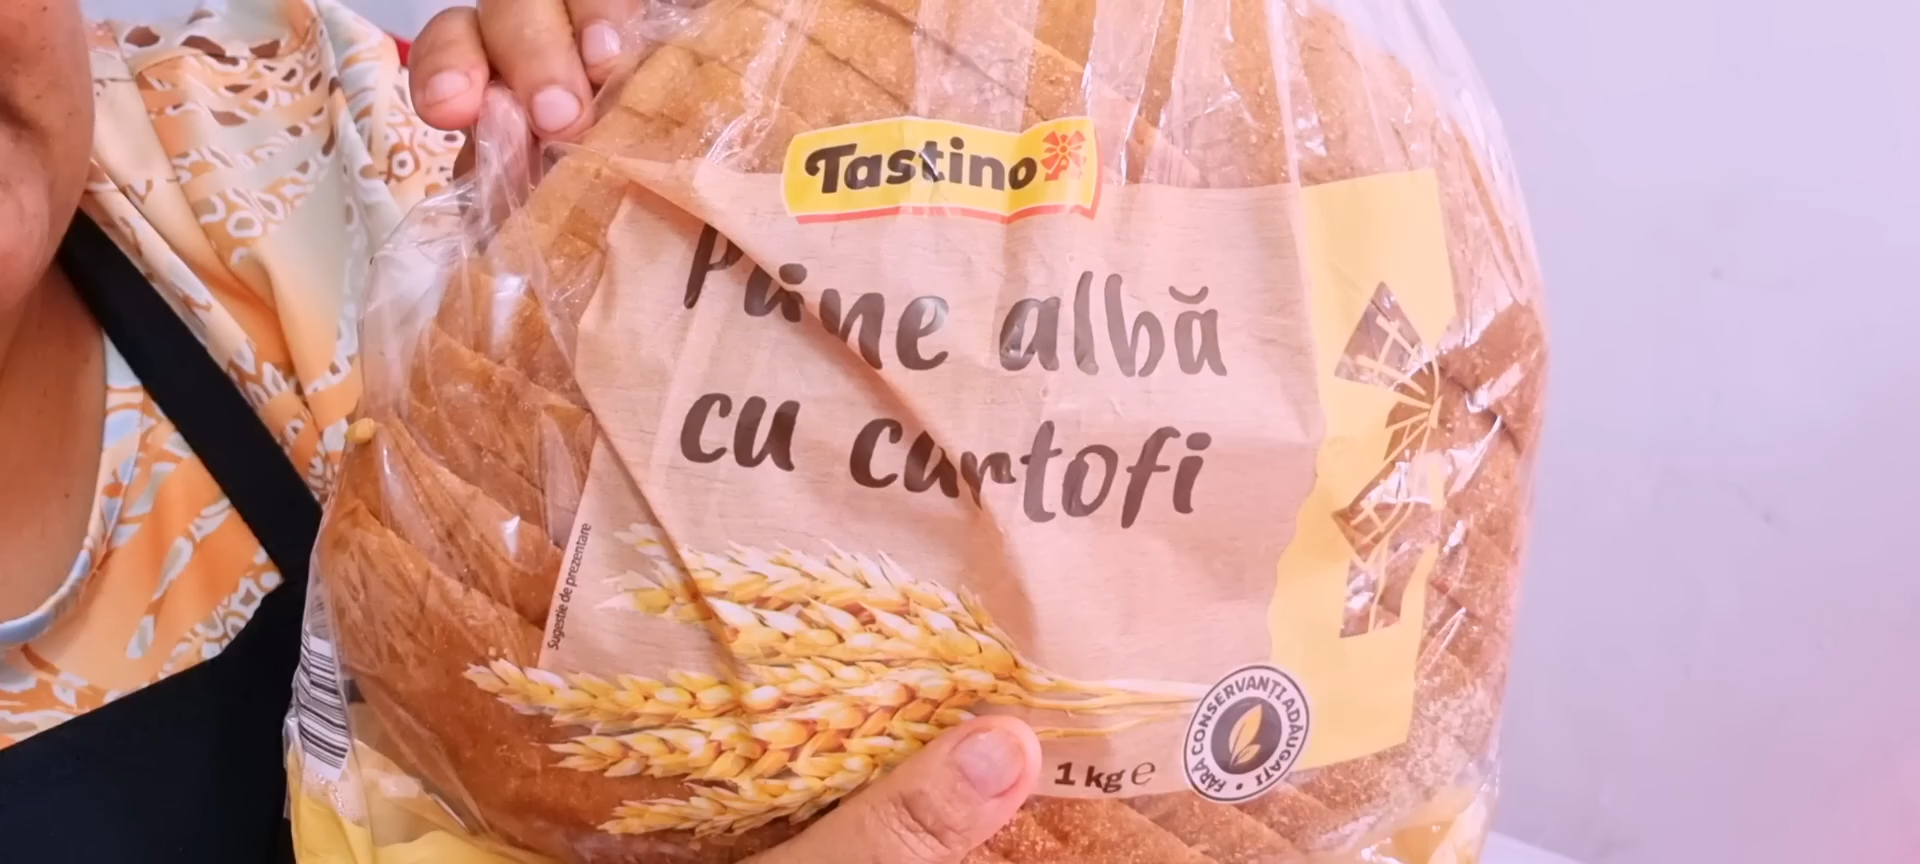 Tastino
Pâine albă
cu cartofi
Sugestie de prezentare
1 kg e
FĂRĂ CONSERVANȚI ADĂUGAȚI